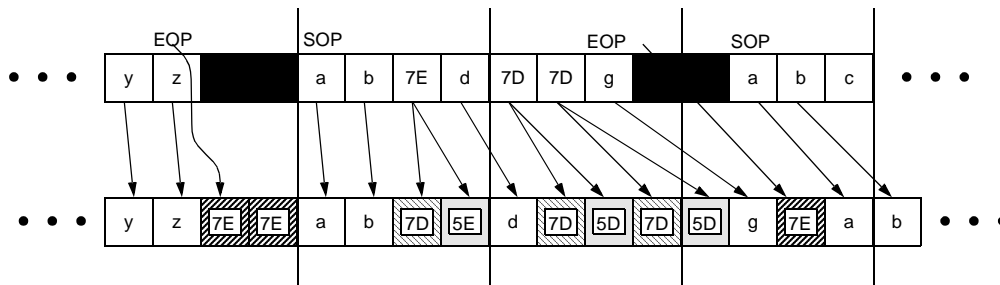 EOP SOP EOP SOP
• • • y z a b 7E d 7D 7D g a b c • • •
• • • y z 7E 7E a b 7D 5E d 7D 5D 7D 5D g 7E a b • • •